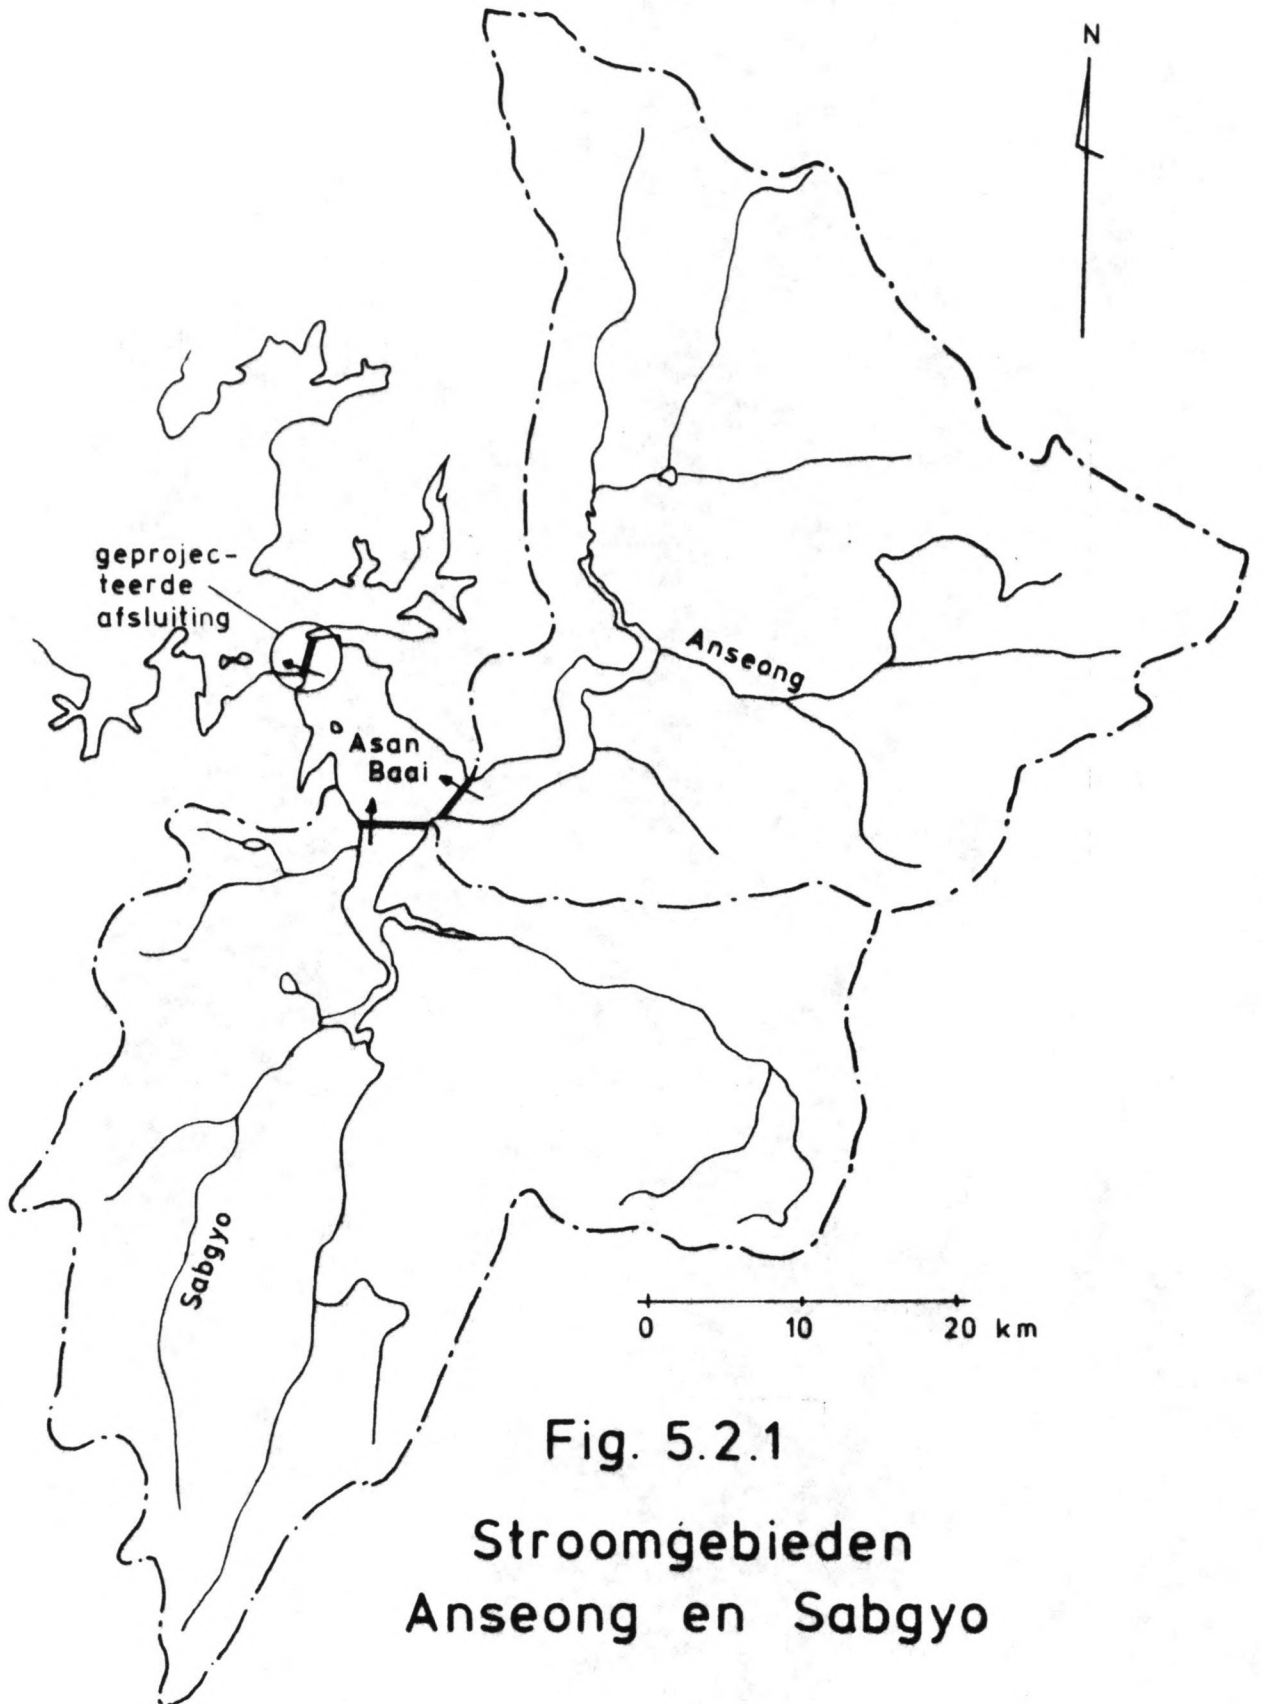 N
geprojec-
teerde
afsluiting
Anseong
Asan
Baai
Sabgyo
0 10 20 km
Fig. 5.2.1
Stroomgebieden
Anseong en Sabgyo